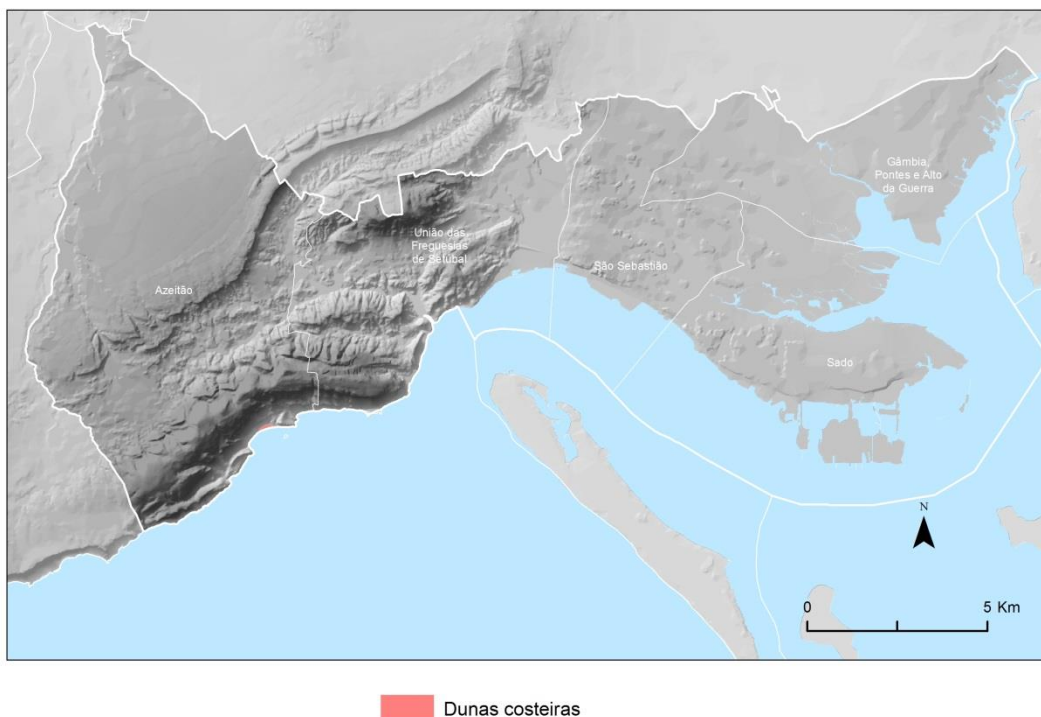 Gâmbia,
Pontes e Alto
da Guerra
União das
Freguesias
de Setúbal
São Sebastião
Azeitão
Sado
N
0 5 Km
Dunas costeiras